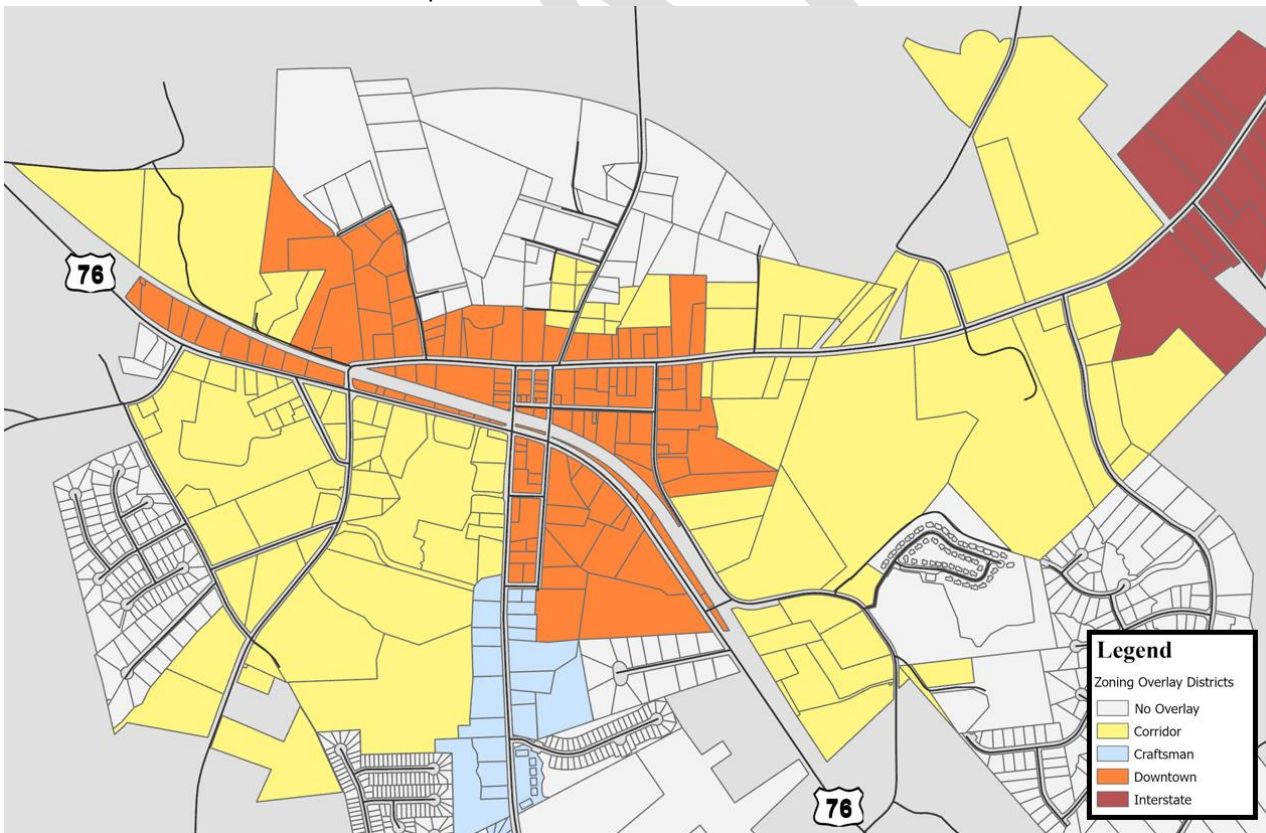 76
76
Legend
Zoning Overlay Districts
No Overlay
Corridor
Craftsman
Downtown
Interstate